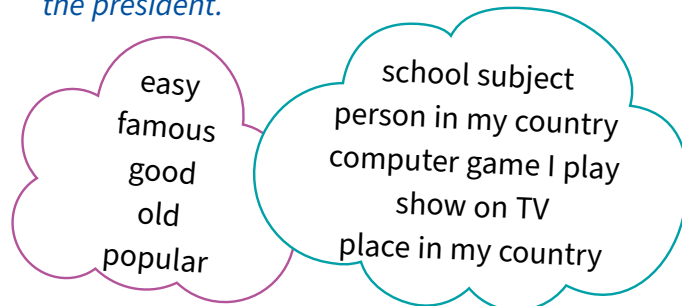 the president.
easy
famous
good
old
popular
school subject
person in my country
computer game I play
show on TV
place in my country